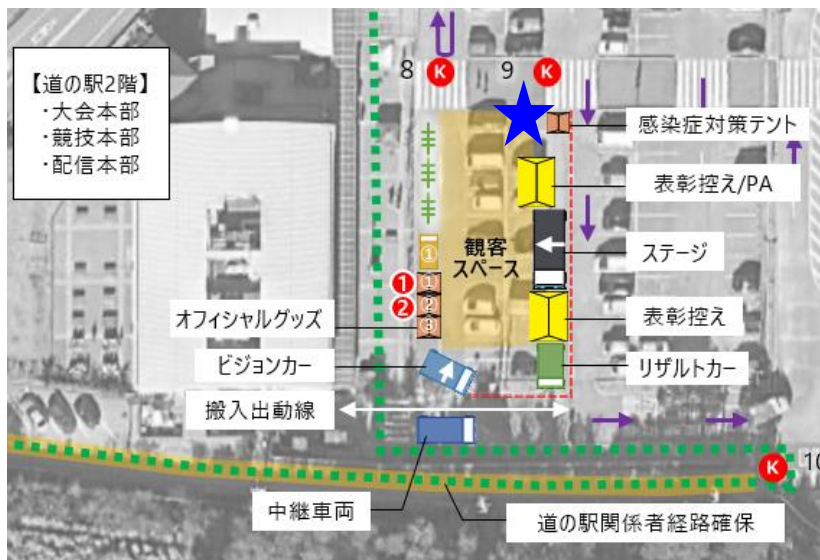 【道の駅2階】
・大会本部
・競技本部
・配信本部
8
K
9
K
感染症対策テント
表彰控え/PA
ステージ
観客
スペース
①
❶
①
❷
②
③
オフィシャルグッズ
表彰控え
ビジョンカー
リザルトカー
搬入出動線
K
10
中継車両
道の駅関係者経路確保